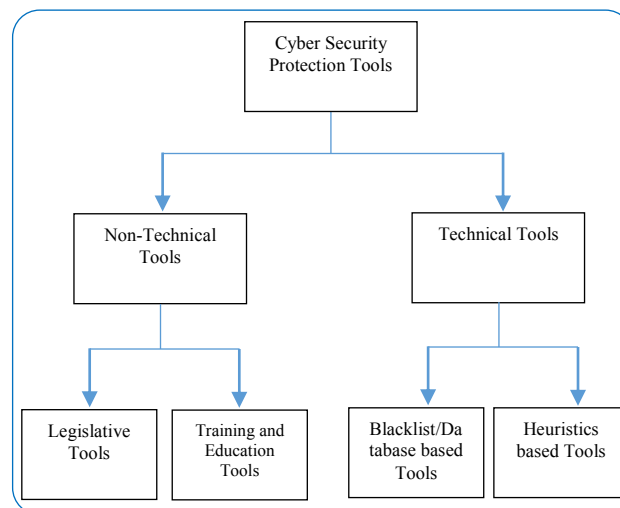 Cyber Security
Protection Tools
Non-Technical
Tools
Technical Tools
Legislative
Tools
Training and
Education
Tools
Blacklist/Da
tabase based
Tools
Heuristics
based Tools